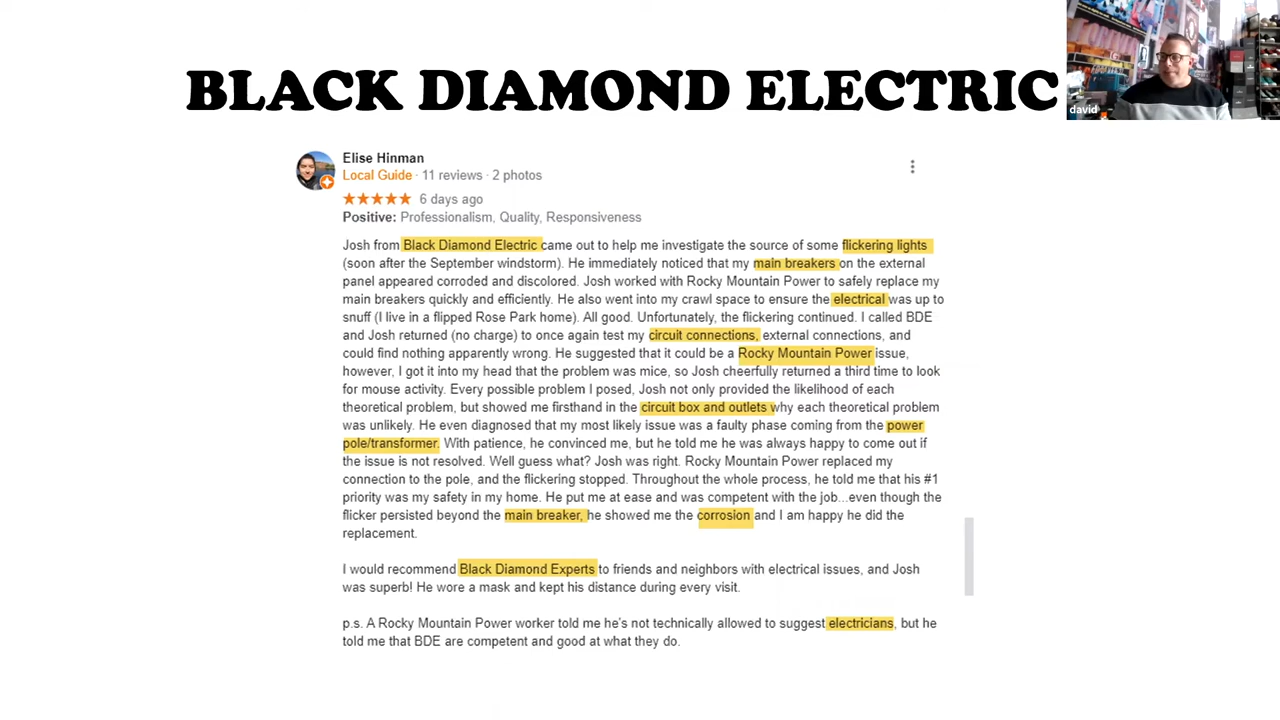 BLACK DIAMOND ELECTRIC
david
Elise Hinman
Local Guide · 11 reviews · 2 photos
6 days ago
Positive: Professionalism, Quality, Responsiveness
Josh from Black Diamond Electric came out to help me investigate the source of some flickering lights
(soon after the September windstorm). He immediately noticed that my main breakers on the external
panel appeared corroded and discolored. Josh worked with Rocky Mountain Power to safely replace my
main breakers quickly and efficiently. He also went into my crawl space to ensure the electrical was up to
snuff (I live in a flipped Rose Park home). All good. Unfortunately, the flickering continued. I called BDE
and Josh returned (no charge) to once again test my circuit connections, external connections, and
could find nothing apparently wrong. He suggested that it could be a Rocky Mountain Power issue,
however, I got it into my head that the problem was mice, so Josh cheerfully returned a third time to look
for mouse activity. Every possible problem I posed, Josh not only provided the likelihood of each
theoretical problem, but showed me firsthand in the circuit box and outlets why each theoretical problem
was unlikely. He even diagnosed that my most likely issue was a faulty phase coming from the power
pole/transformer. With patience, he convinced me, but he told me he was always happy to come out if
the issue is not resolved. Well guess what? Josh was right. Rocky Mountain Power replaced my
connection to the pole, and the flickering stopped. Throughout the whole process, he told me that his #1
priority was my safety in my home. He put me at ease and was competent with the job...even though the
flicker persisted beyond the main breaker, he showed me the corrosion and I am happy he did the
replacement.
I would recommend Black Diamond Experts to friends and neighbors with electrical issues, and Josh
was superb! He wore a mask and kept his distance during every visit.
p.s. A Rocky Mountain Power worker told me he's not technically allowed to suggest electricians, but he
told me that BDE are competent and good at what they do.